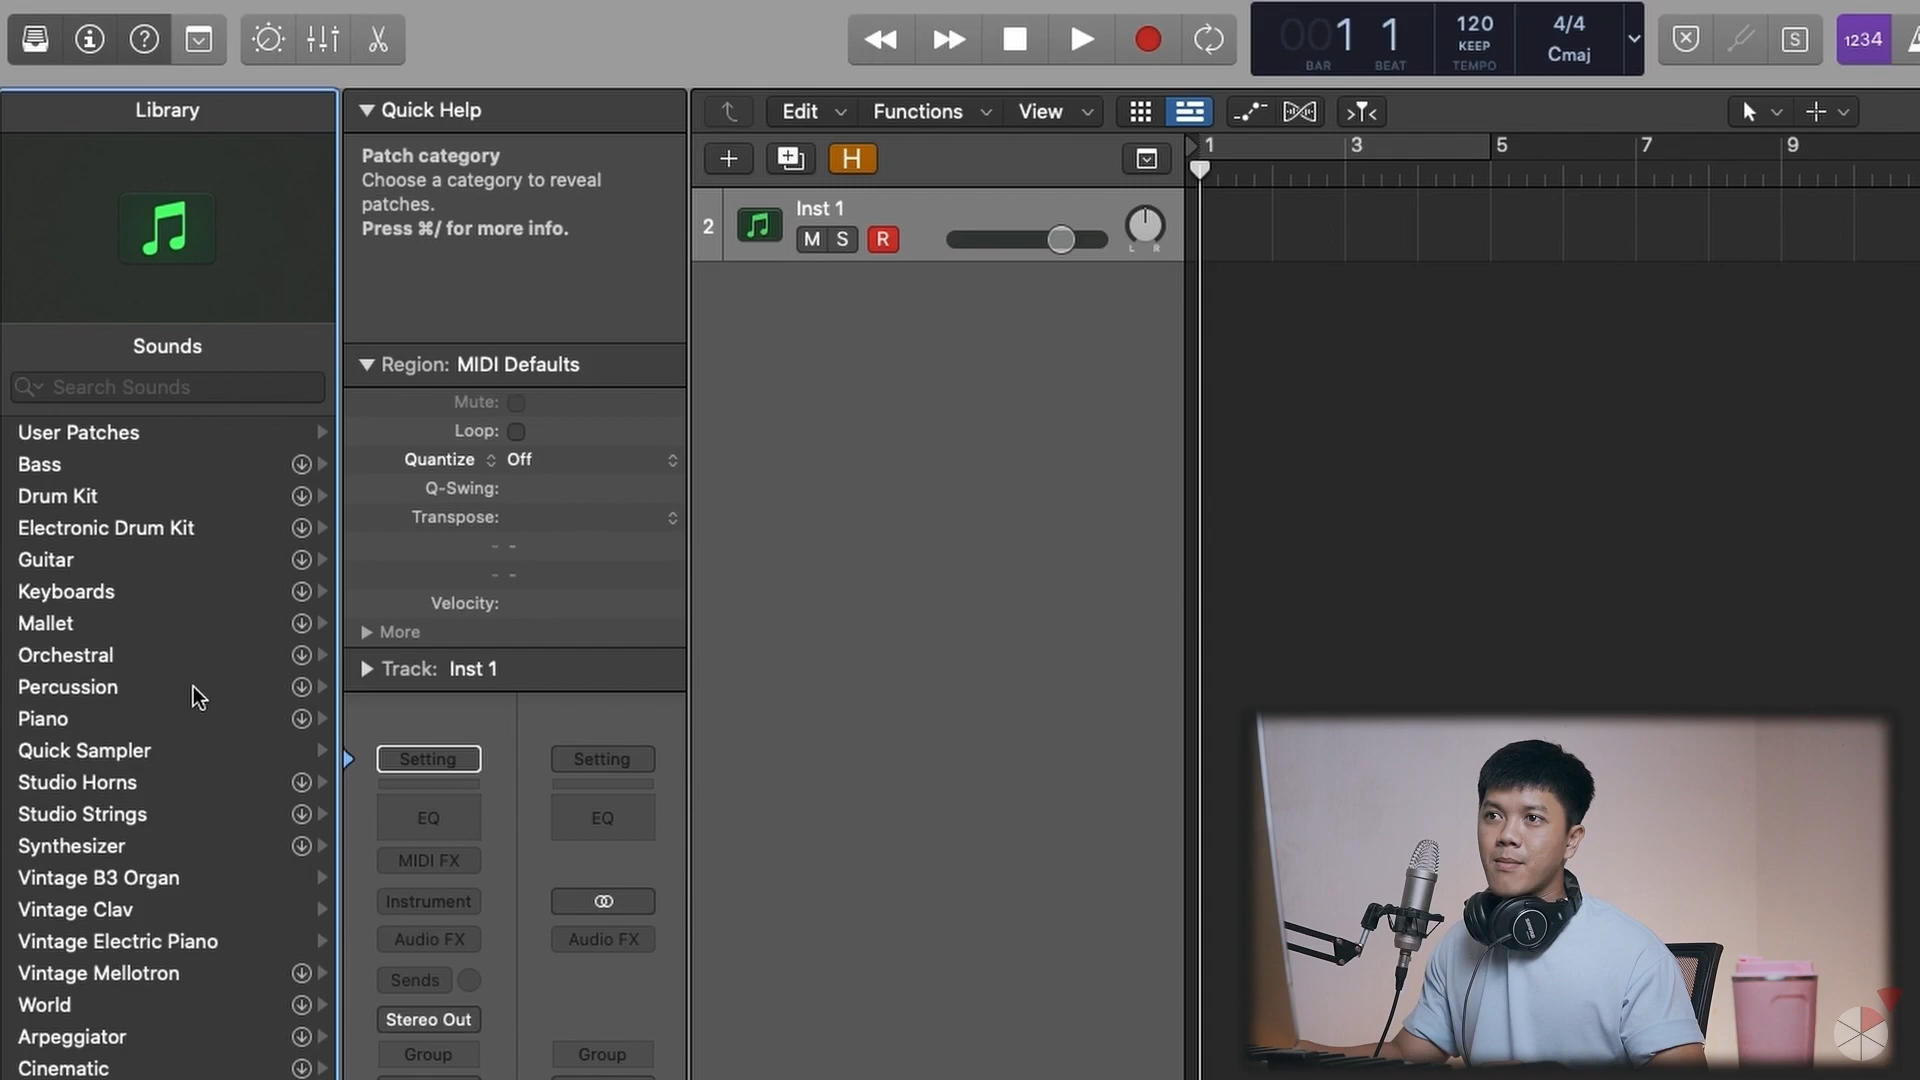 001 1
BAR BEAT
120
KEEP
TEMPO
4/4
Cmaj
S
1234
Library
Quick Help
Edit
Functions
View
Patch category
Choose a category to reveal
patches.
Press ⌘/ for more info.
H
1 3 5 7 9
2
Inst 1
M S R
L R
Sounds
Search Sounds
Region: MIDI Defaults
Mute:
Loop:
Quantize Off
Q-Swing:
Transpose:
- -
- -
Velocity:
More
Track: Inst 1
User Patches
Bass
Drum Kit
Electronic Drum Kit
Guitar
Keyboards
Mallet
Orchestral
Percussion
Piano
Quick Sampler
Studio Horns
Studio Strings
Synthesizer
Vintage B3 Organ
Vintage Clav
Vintage Electric Piano
Vintage Mellotron
World
Arpeggiator
Cinematic
Setting Setting
EQ EQ
MIDI FX
Instrument
Audio FX Audio FX
Sends
Stereo Out
Group Group